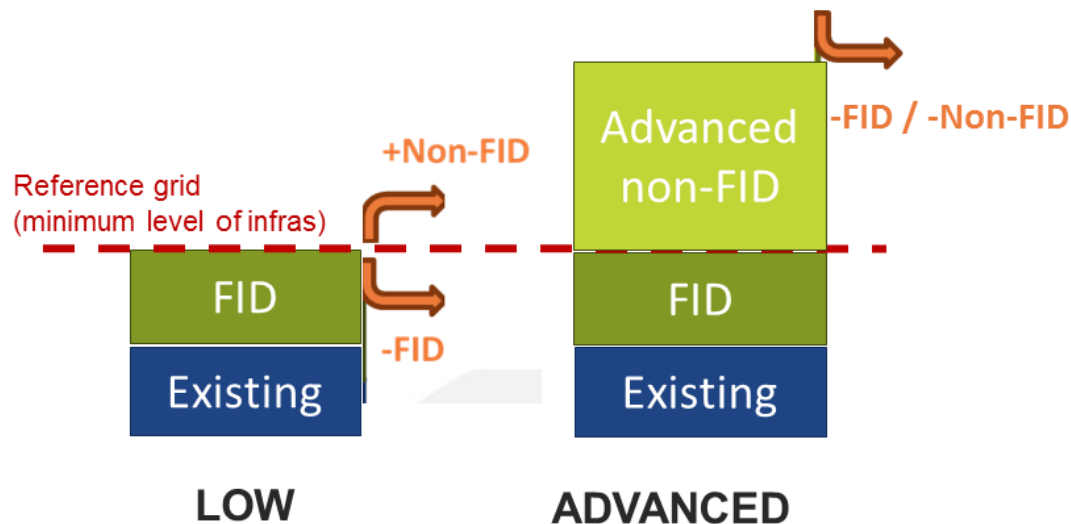 Reference grid
(minimum level of infras)
+Non-FID
-FID
FID
Existing
LOW
Advanced
non-FID
-FID / -Non-FID
FID
Existing
ADVANCED